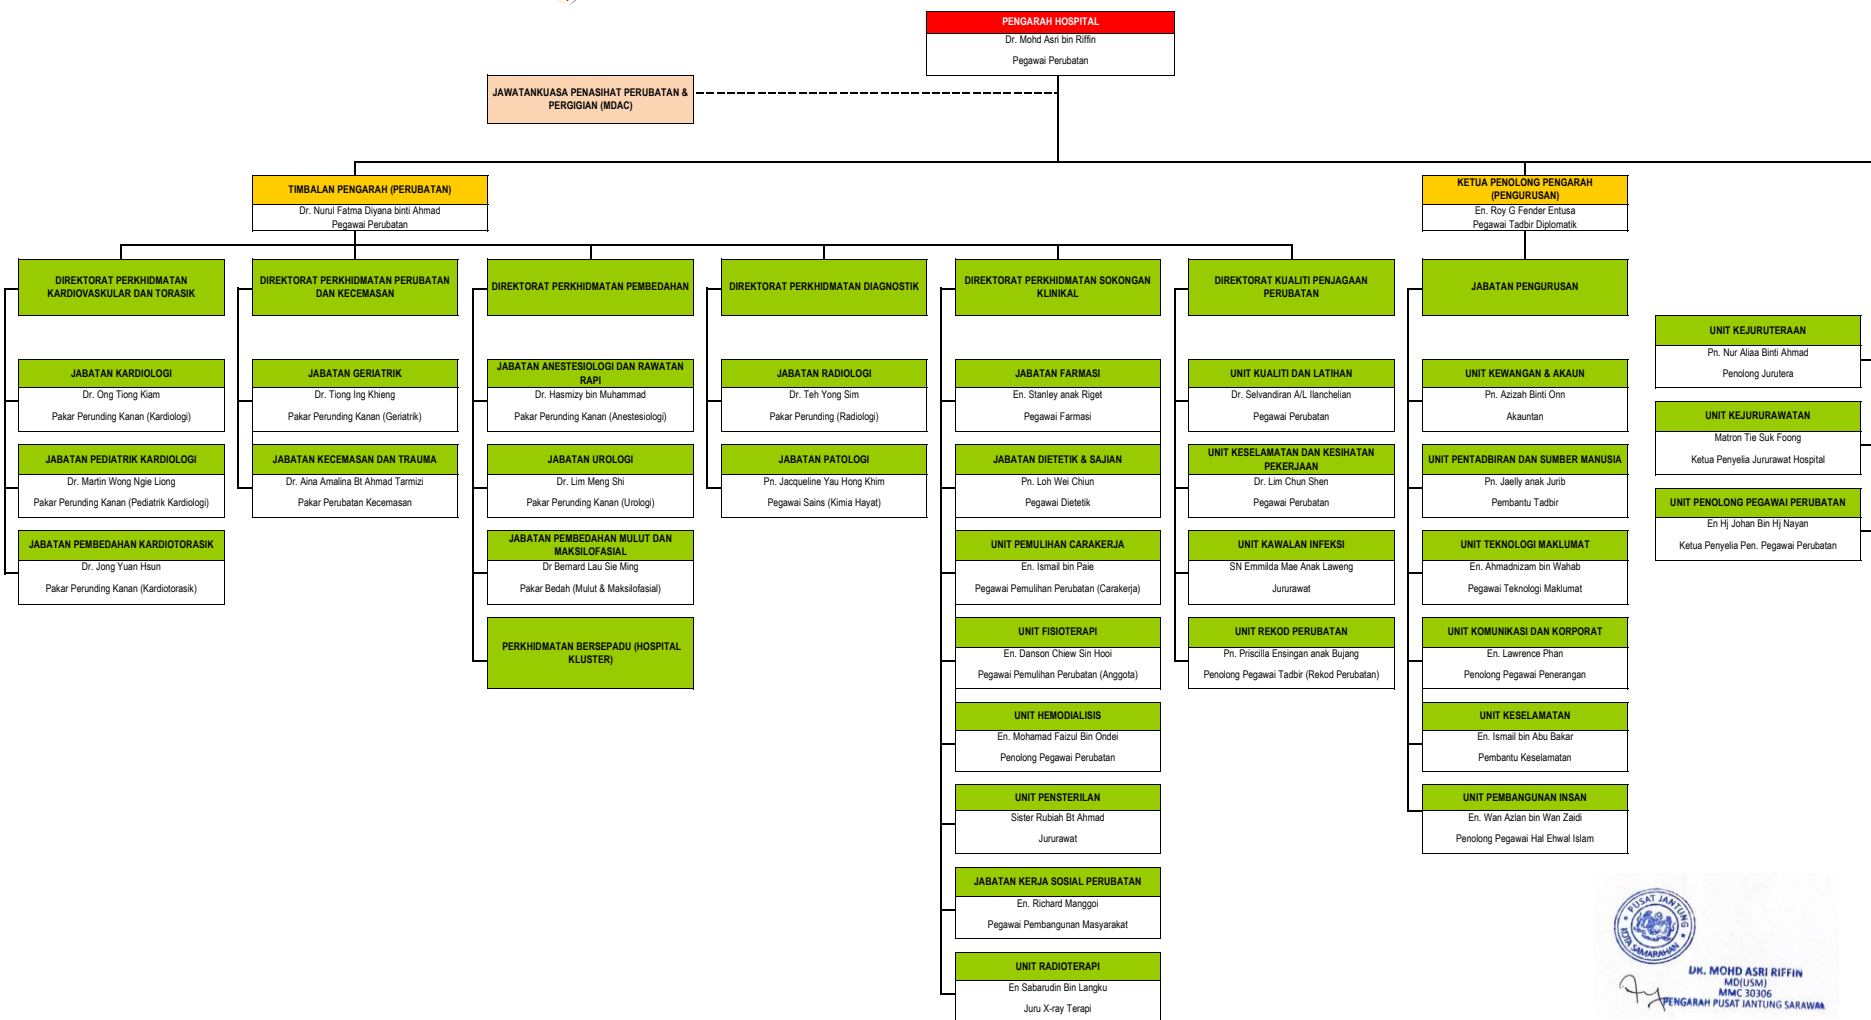 PENGARAH HOSPITAL
Dr. Mohd Asri bin Riffin
Pegawai Perubatan
JAWATANKUASA PENASIHAT PERUBATAN &
PERGIGIAN (MDAC)
TIMBALAN PENGARAH (PERUBATAN)
Dr. Nurul Fatma Diyana binti Ahmad
Pegawai Perubatan
KETUA PENOLONG PENGARAH
(PENGURUSAN)
En. Roy G Fender Entusa
Pegawai Tadbir Diplomatik
DIREKTORAT PERKHIDMATAN
KARDIOVASKULAR DAN TORASIK
JABATAN KARDIOLOGI
Dr. Ong Tiong Kiam
Pakar Perunding Kanan (Kardiologi)
JABATAN PEDIATRIK KARDIOLOGI
Dr. Martin Wong Ngie Liong
Pakar Perunding Kanan (Pediatrik Kardiologi)
JABATAN PEMBEDAHAN KARDIOTORASIK
Dr. Jong Yuan Hsun
Pakar Perunding Kanan (Kardiotorasik)
DIREKTORAT PERKHIDMATAN PERUBATAN
DAN KECEMASAN
JABATAN GERIATRIK
Dr. Tiong Ing Khieng
Pakar Perunding Kanan (Geriatrik)
JABATAN KECEMASAN DAN TRAUMA
Dr. Aina Amalina Bt Ahmad Tarmizi
Pakar Perubatan Kecemasan
DIREKTORAT PERKHIDMATAN PEMBEDAHAN
JABATAN ANESTESIOLOGI DAN RAWATAN
RAPI
Dr. Hasmizy bin Muhammad
Pakar Perunding Kanan (Anestesiologi)
JABATAN UROLOGI
Dr. Lim Meng Shi
Pakar Perunding Kanan (Urologi)
JABATAN PEMBEDAHAN MULUT DAN
MAKSILOFASIAL
Dr Bernard Lau Sie Ming
Pakar Bedah (Mulut & Maksilofasial)
PERKHIDMATAN BERSEPADU (HOSPITAL
KLUSTER)
DIREKTORAT PERKHIDMATAN DIAGNOSTIK
JABATAN RADIOLOGI
Dr. Teh Yong Sim
Pakar Perunding (Radiologi)
JABATAN PATOLOGI
Pn. Jacqueline Yau Hong Khim
Pegawai Sains (Kimia Hayat)
DIREKTORAT PERKHIDMATAN SOKONGAN
KLINIKAL
JABATAN FARMASI
En. Stanley anak Riget
Pegawai Farmasi
JABATAN DIETETIK & SAJIAN
Pn. Loh Wei Chiun
Pegawai Dietetik
UNIT PEMULIHAN CARAKERJA
En. Ismail bin Paie
Pegawai Pemulihan Perubatan (Carakerja)
UNIT FISIOTERAPI
En. Danson Chiew Sin Hooi
Pegawai Pemulihan Perubatan (Anggota)
UNIT HEMODIALISIS
En. Mohamad Faizul Bin Ondei
Penolong Pegawai Perubatan
UNIT PENSTERILAN
Sister Rubiah Bt Ahmad
Jururawat
JABATAN KERJA SOSIAL PERUBATAN
En. Richard Manggoi
Pegawai Pembangunan Masyarakat
UNIT RADIOTERAPI
En Sabarudin Bin Langku
Juru X-ray Terapi
DIREKTORAT KUALITI PENJAGAAN
PERUBATAN
UNIT KUALITI DAN LATIHAN
Dr. Selvandiran A/L Ilanchelian
Pegawai Perubatan
UNIT KESELAMATAN DAN KESIHATAN
PEKERJAAN
Dr. Lim Chun Shen
Pegawai Perubatan
UNIT KAWALAN INFEKSI
SN Emmilda Mae Anak Laweng
Jururawat
UNIT REKOD PERUBATAN
Pn. Priscilla Ensingan anak Bujang
Penolong Pegawai Tadbir (Rekod Perubatan)
JABATAN PENGURUSAN
UNIT KEWANGAN & AKAUN
Pn. Azizah Binti Onn
Akauntan
UNIT PENTADBIRAN DAN SUMBER MANUSIA
Pn. Jaelly anak Jurib
Pembantu Tadbir
UNIT TEKNOLOGI MAKLUMAT
En. Ahmadnizam bin Wahab
Pegawai Teknologi Maklumat
UNIT KOMUNIKASI DAN KORPORAT
En. Lawrence Phan
Penolong Pegawai Penerangan
UNIT KESELAMATAN
En. Ismail bin Abu Bakar
Pembantu Keselamatan
UNIT PEMBANGUNAN INSAN
En. Wan Azlan bin Wan Zaidi
Penolong Pegawai Hal Ehwal Islam
UNIT KEJURUTERAAN
Pn. Nur Aliaa Binti Ahmad
Penolong Jurutera
UNIT KEJURURAWATAN
Matron Tie Suk Foong
Ketua Penyelia Jururawat Hospital
UNIT PENOLONG PEGAWAI PERUBATAN
En Hj Johan Bin Hj Nayan
Ketua Penyelia Pen. Pegawai Perubatan
PUSAT JANTUNG
KOTA SAMARAHAN
DR. MOHD ASRI RIFFIN
MD(USM)
MMC 30306
PENGARAH PUSAT JANTUNG SARAWAK